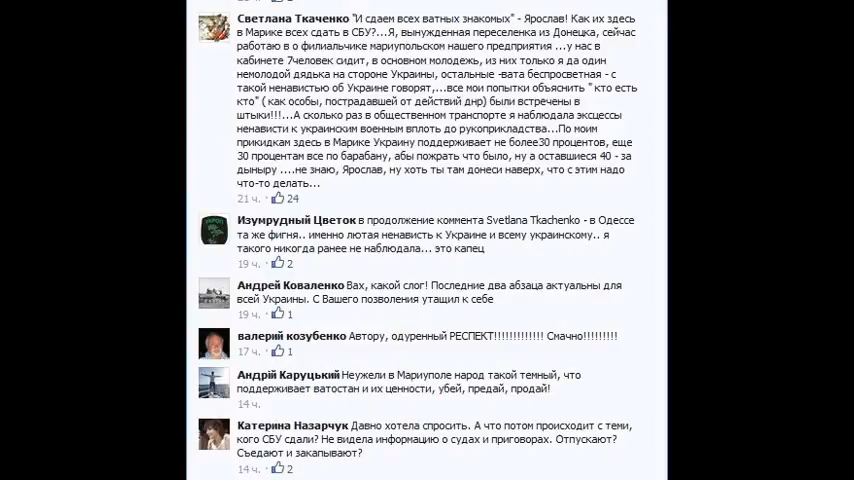 Светлана Ткаченко "И сдаем всех ватных знакомых" - Ярослав! Как их здесь
в Марике всех сдать в СБУ?...Я, вынужденная переселенка из Донецка, сейчас
работаю в о филиальчике мариупольском нашего предприятия ...у нас в
кабинете 7человек сидит, в основном молодежь, из них только я да один
немолодой дядька на стороне Украины, остальные -вата беспросветная - с
такой ненавистью об Украине говорят,...все мои попытки объяснить " кто есть
кто" ( как особы, пострадавшей от действий днр) были встречены в
штыки!!!...А сколько раз в общественном транспорте я наблюдала эксцессы
ненависти к украинским военным вплоть до рукоприкладства...По моим
прикидкам здесь в Марике Украину поддерживает не более30 процентов, еще
30 процентам все по барабану, абы пожрать что было, ну а оставшиеся 40 - за
дыныру ....не знаю, Ярослав, ну хоть ты там донеси наверх, что с этим надо
что-то делать...
21 ч. · 24
Изумрудный Цветок в продолжение коммента Svetlana Tkachenko - в Одессе
та же фигня.. именно лютая ненависть к Украине и всему украинскому.. я
такого никогда ранее не наблюдала... это капец
19 ч. · 2
Андрей Коваленко Вах, какой слог! Последние два абзаца актуальны для
всей Украины. С Вашего позволения утащил к себе
19 ч. · 1
валерий козубенко Автору, одуренный РЕСПЕКТ!!!!!!!!!!!!! Смачно!!!!!!!!!
17 ч. · 1
Андрій Каруцький Неужели в Мариуполе народ такой темный, что
поддерживает ватостан и их ценности, убей, предай, продай!
14 ч.
Катерина Назарчук Давно хотела спросить. А что потом происходит с теми,
кого СБУ сдали? Не видела информацию о судах и приговорах. Отпускают?
Съедают и закапывают?
14 ч. · 2